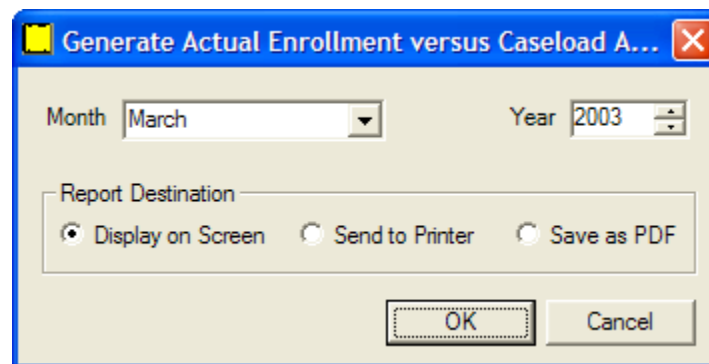 Generate Actual Enrollment versus Caseload A...
Month March Year 2003
Report Destination
Display on Screen Send to Printer Save as PDF
OK Cancel